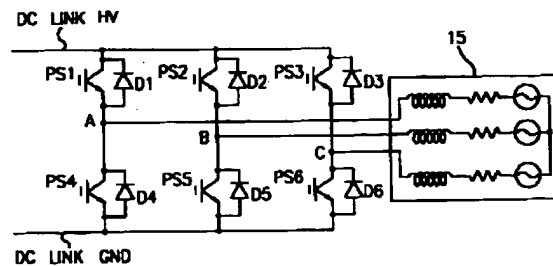 DC LINK HV
15
PS1 D1 PS2 D2 PS3 D3
A
B
C
PS4 D4 PS5 D5 PS6 D6
DC LINK GND